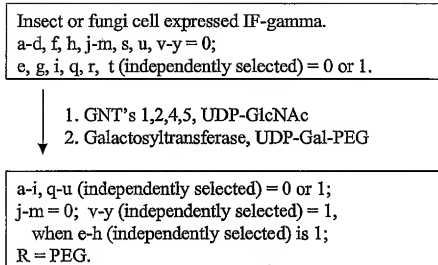 Insect or fungi cell expressed IF-gamma.
a-d, f, h, j-m, s, u, v-y = 0;
e, g, i, q, r, t (independently selected) = 0 or 1.
1. GNT's 1,2,4,5, UDP-GlcNAc
2. Galactosyltransferase, UDP-Gal-PEG
a-i, q-u (independently selected) = 0 or 1;
j-m = 0; v-y (independently selected) = 1,
when e-h (independently selected) is 1;
R = PEG.